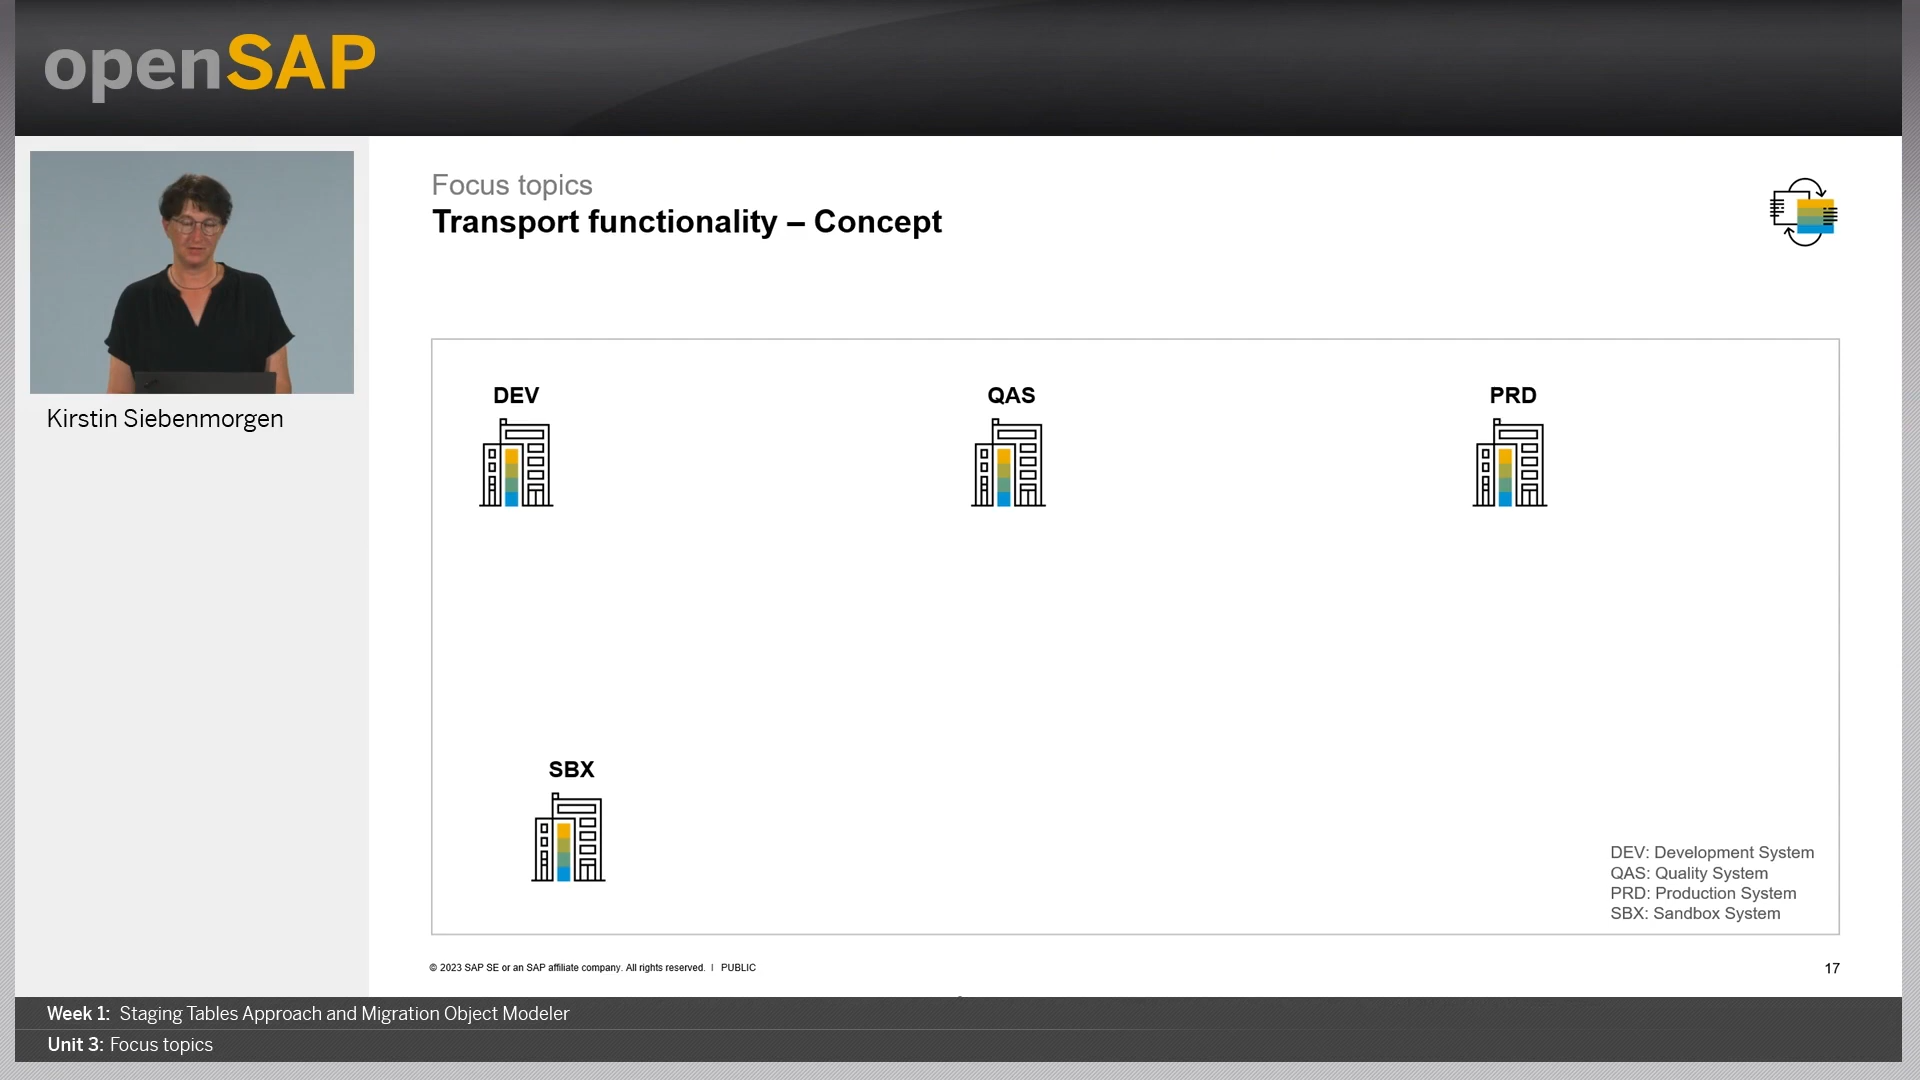 openSAP
Kirstin Siebenmorgen
Focus topics
Transport functionality – Concept
DEV
QAS
PRD
SBX
DEV: Development System
QAS: Quality System
PRD: Production System
SBX: Sandbox System
© 2023 SAP SE or an SAP affiliate company. All rights reserved. | PUBLIC
17
Week 1: Staging Tables Approach and Migration Object Modeler
Unit 3: Focus topics